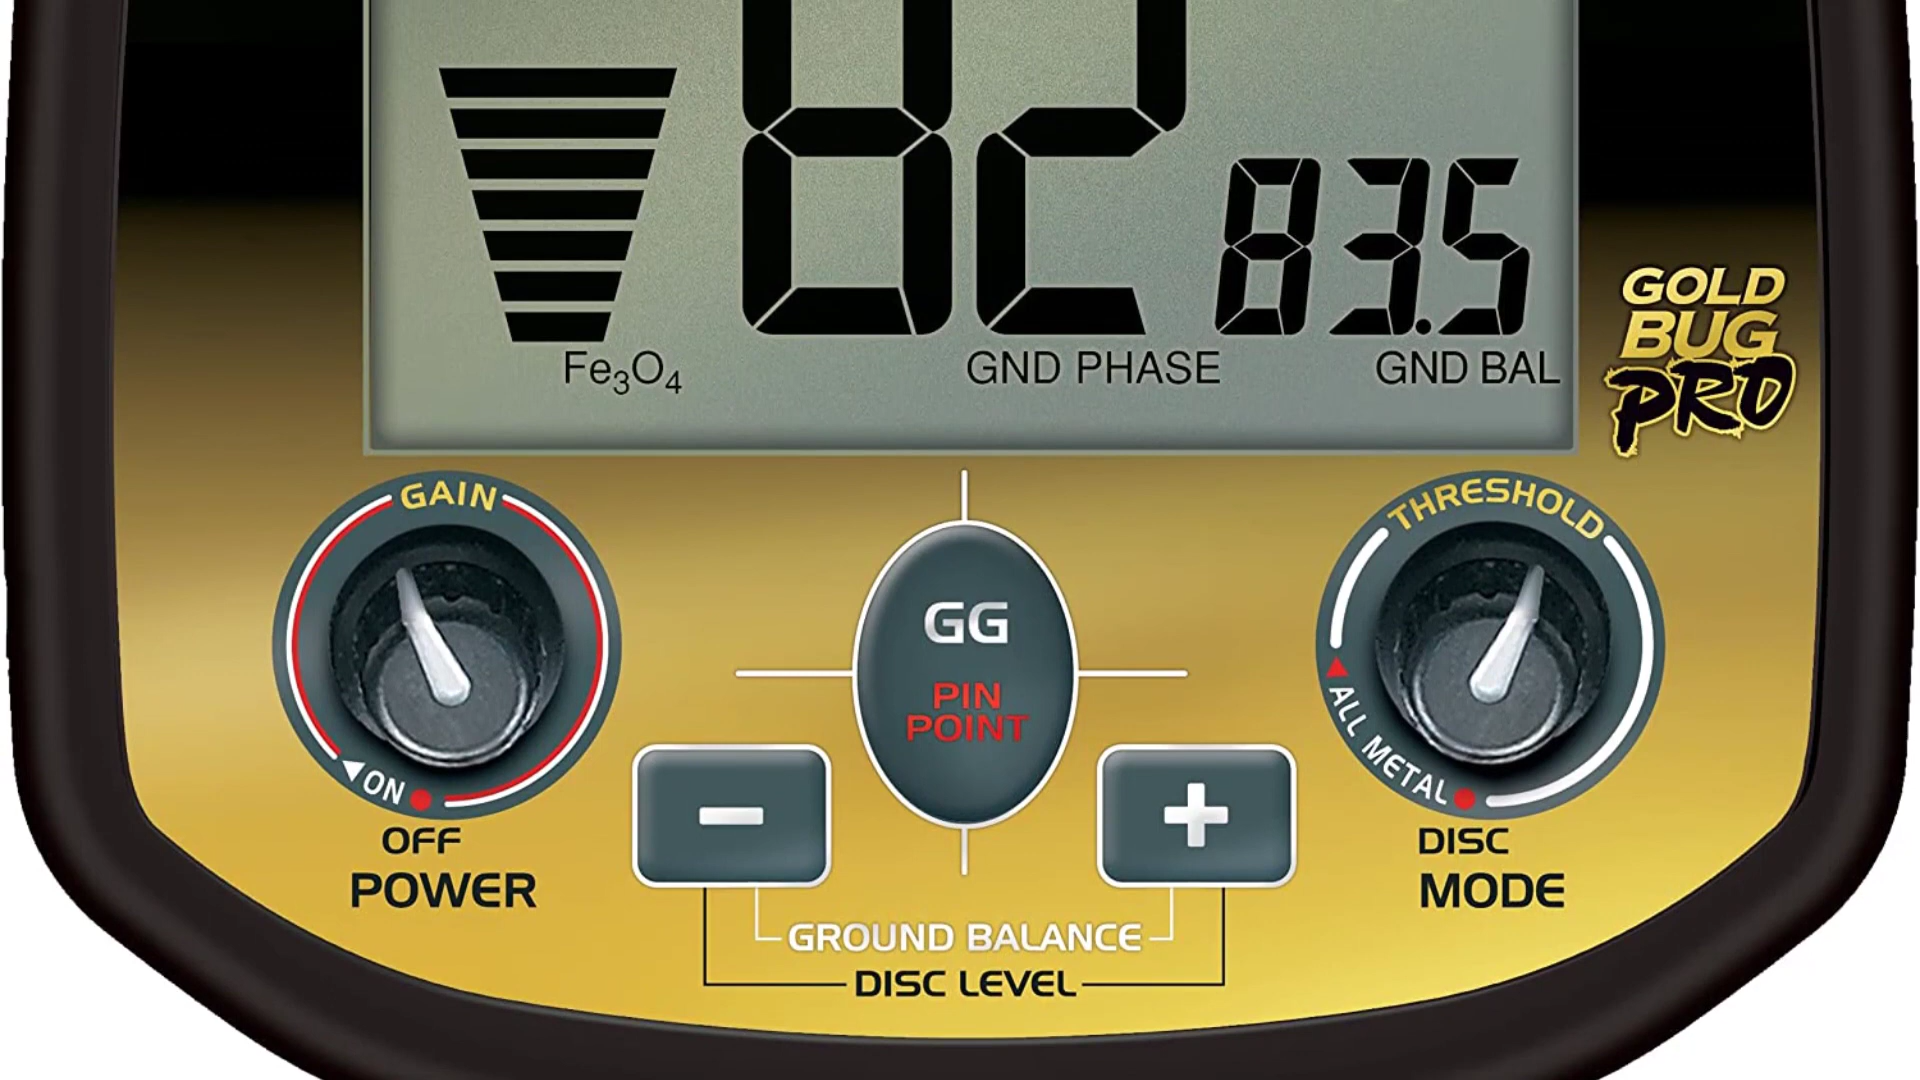 82
83.5
Fe₃O₄
GND PHASE
GND BAL
GOLD
BUG
PRO
GAIN
THRESHOLD
GG
PIN
POINT
ALL METAL
ON
OFF
POWER
−
+
DISC
MODE
GROUND BALANCE
DISC LEVEL